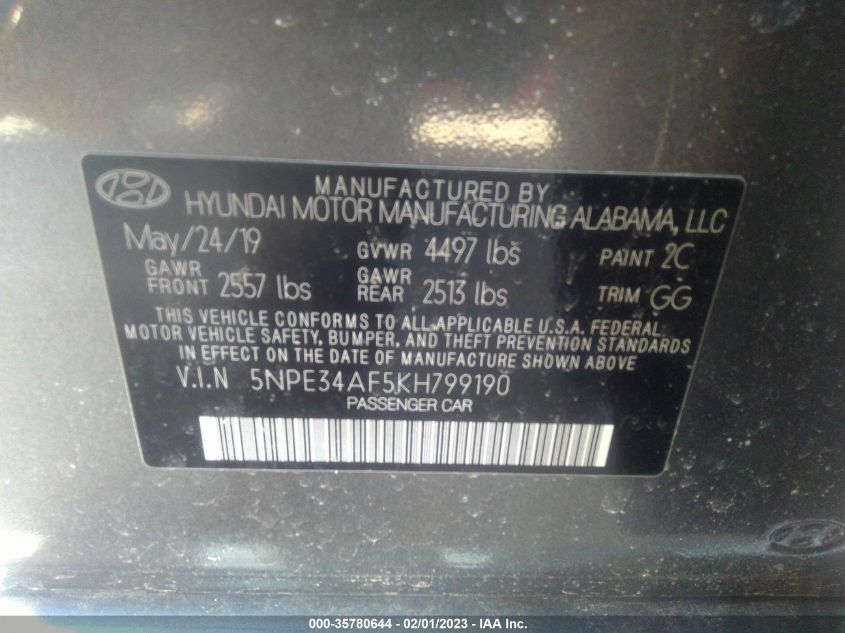 MANUFACTURED BY
HYUNDAI MOTOR MANUFACTURING ALABAMA, LLC
May/24/19 GVWR 4497 lbs PAINT 2C
GAWR FRONT 2557 lbs GAWR REAR 2513 lbs TRIM GG
THIS VEHICLE CONFORMS TO ALL APPLICABLE U.S.A. FEDERAL
MOTOR VEHICLE SAFETY, BUMPER, AND THEFT PREVENTION STANDARDS
IN EFFECT ON THE DATE OF MANUFACTURE SHOWN ABOVE
V.I.N 5NPE34AF5KH799190
PASSENGER CAR
000-35780644 - 02/01/2023 - IAA Inc.